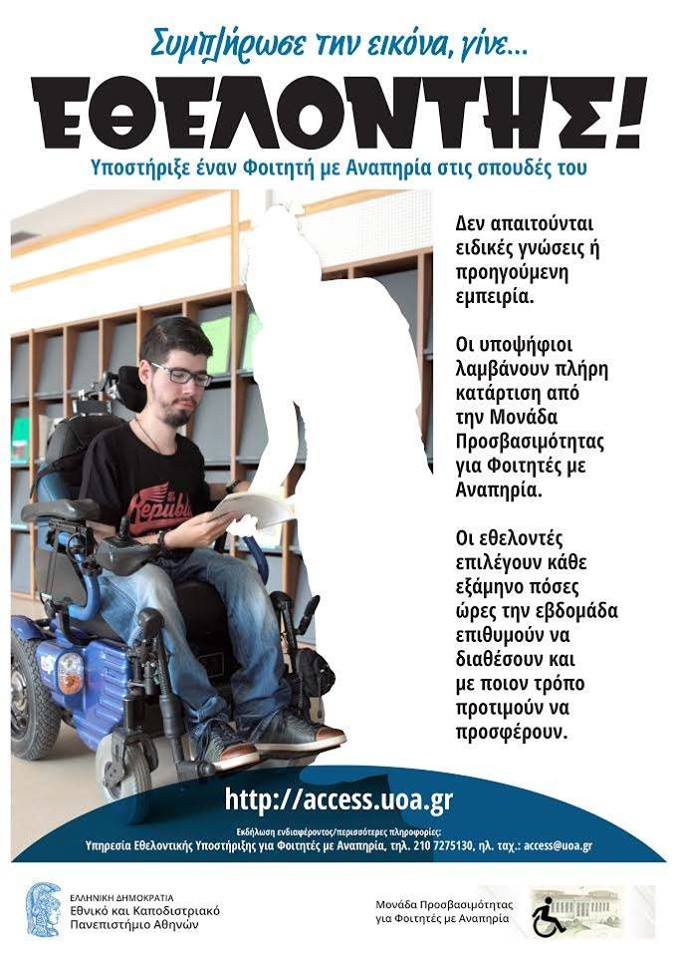 Συμπλήρωσε την εικόνα, γίνε...
ΕΘΕΛΟΝΤΗΣ!
Υποστήριξε έναν Φοιτητή με Αναπηρία στις σπουδές του
Δεν απαιτούνται
ειδικές γνώσεις ή
προηγούμενη
εμπειρία.
Οι υποψήφιοι
λαμβάνουν πλήρη
κατάρτιση από
την Μονάδα
Προσβασιμότητας
για Φοιτητές με
Αναπηρία.
Οι εθελοντές
επιλέγουν κάθε
εξάμηνο πόσες
ώρες την εβδομάδα
επιθυμούν να
διαθέσουν και
με ποιον τρόπο
προτιμούν να
προσφέρουν.
Republic
http://access.uoa.gr
Εκδήλωση ενδιαφέροντος/περισσότερες πληροφορίες:
Υπηρεσία Εθελοντικής Υποστήριξης για Φοιτητές με Αναπηρία, τηλ. 210 7275130, ηλ. ταχ.: access@uoa.gr
ΕΛΛΗΝΙΚΗ ΔΗΜΟΚΡΑΤΙΑ
Εθνικό και Καποδιστριακό
Πανεπιστήμιο Αθηνών
Μονάδα Προσβασιμότητας
για Φοιτητές με Αναπηρία